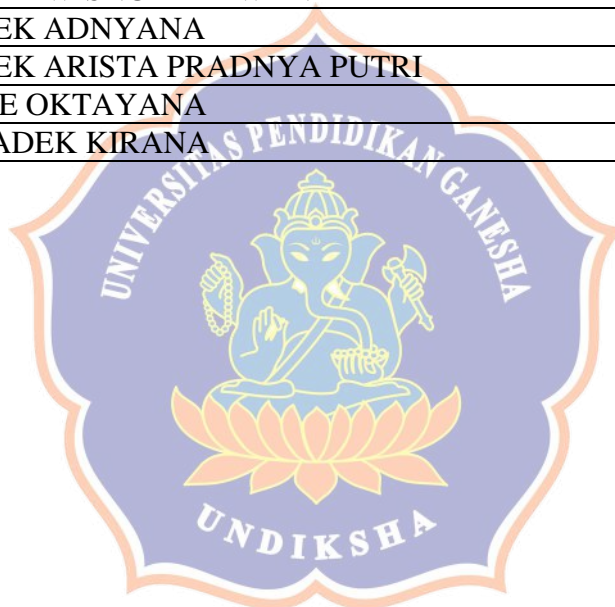 EK ADNYANA
EK ARISTA PRADNYA PUTRI
E OKTAYANA
ADEK KIRANA
UNIVERSITAS PENDIDIKAN GANESHA
UNDIKSHA